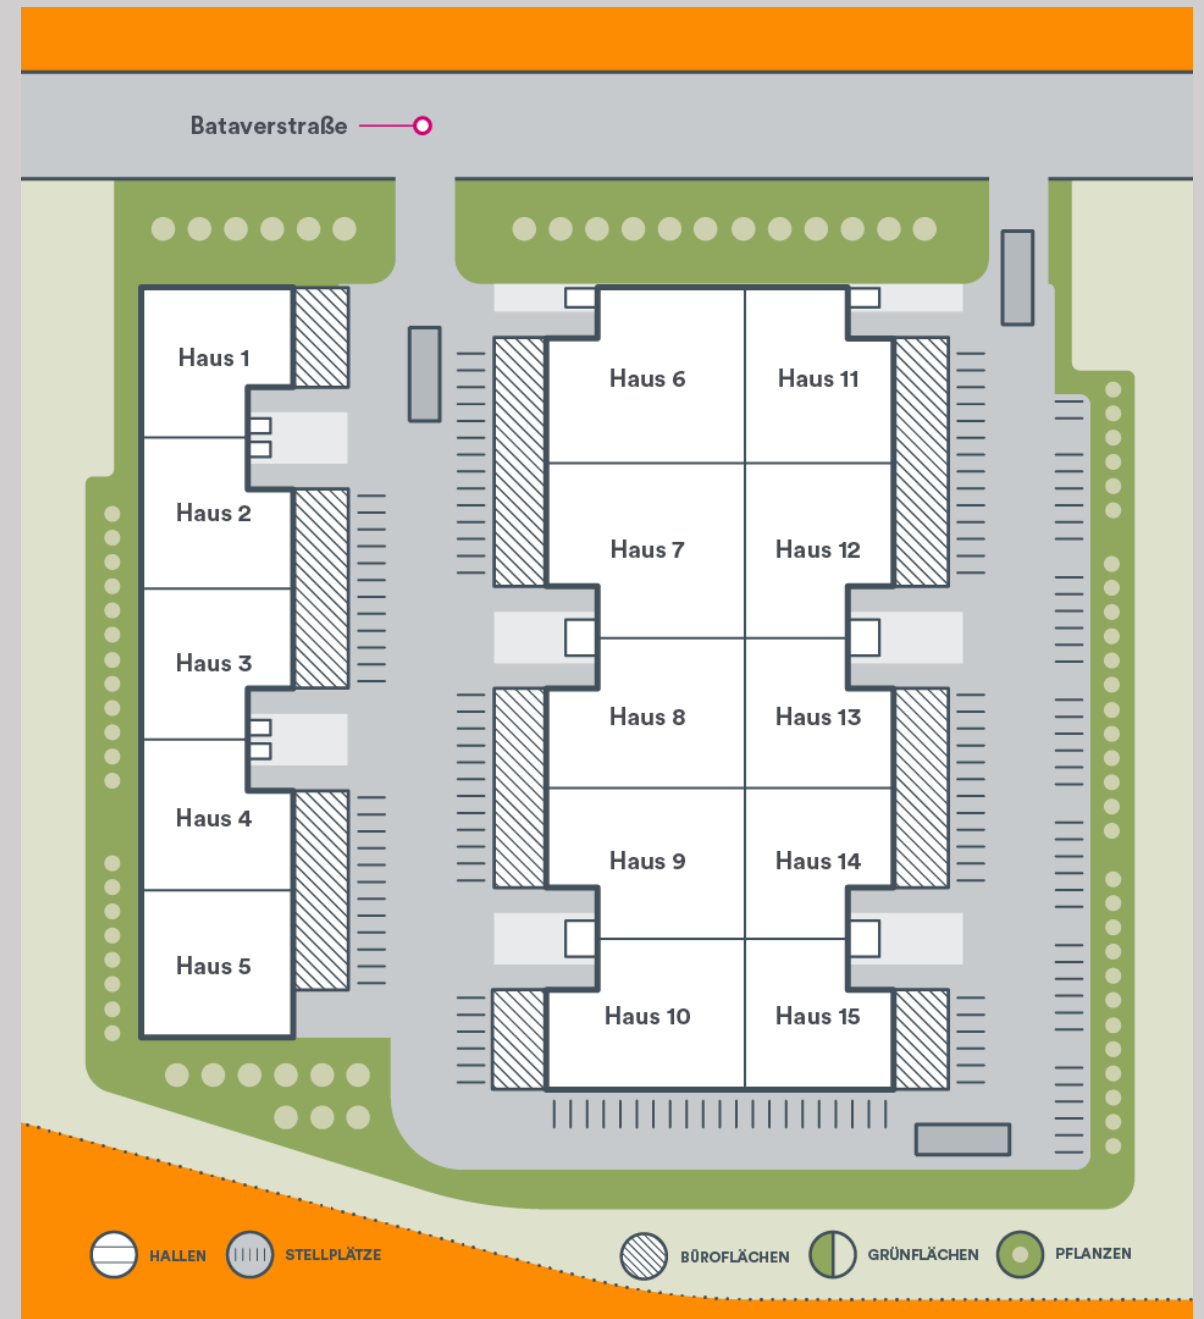 Bataverstraße
Haus 1
Haus 2
Haus 3
Haus 4
Haus 5
Haus 6
Haus 11
Haus 7
Haus 12
Haus 8
Haus 13
Haus 9
Haus 14
Haus 10
Haus 15
HALLEN
STELLPLÄTZE
BÜROFLÄCHEN
GRÜNFLÄCHEN
PFLANZEN